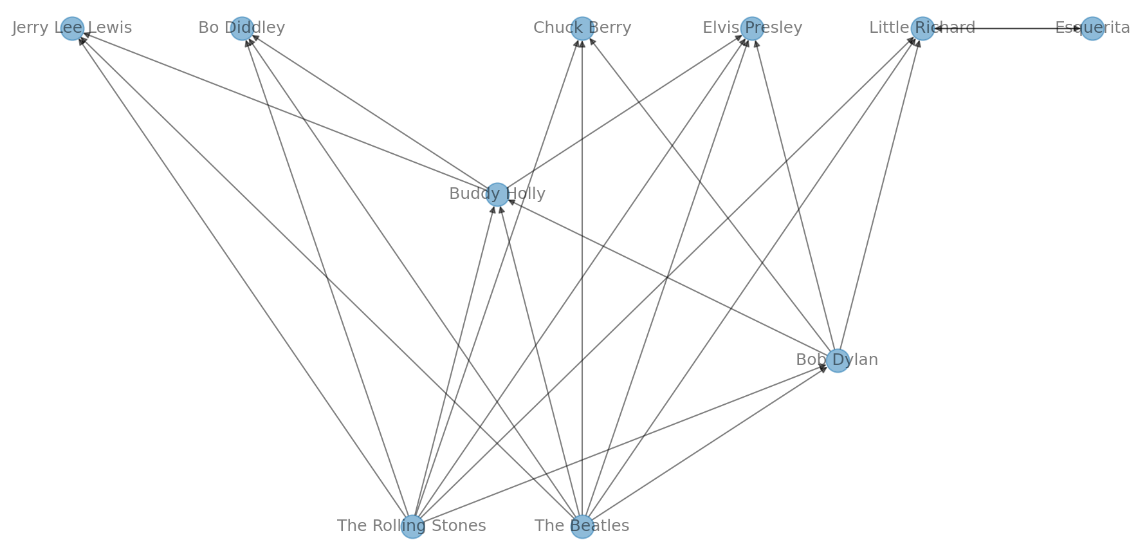 Jerry Lee Lewis
Bo Diddley
Chuck Berry
Elvis Presley
Little Richard
Esquerita
Buddy Holly
Bob Dylan
The Rolling Stones
The Beatles